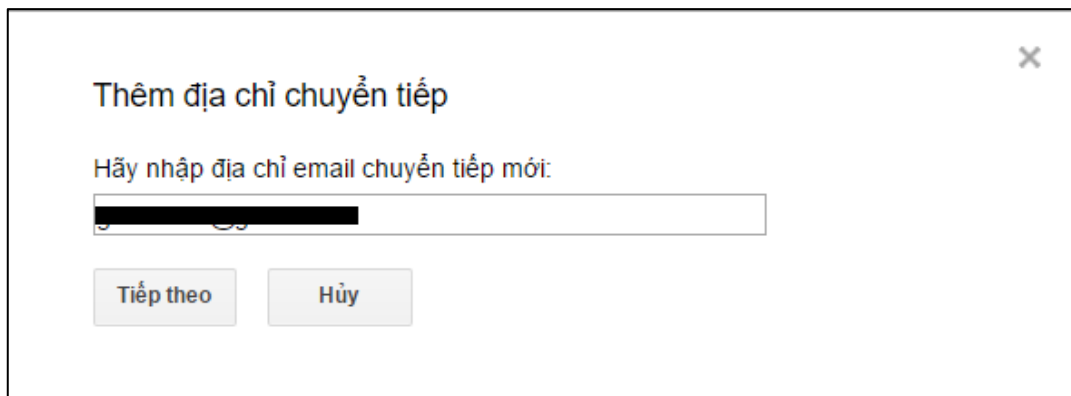 Thêm địa chỉ chuyển tiếp
Hãy nhập địa chỉ email chuyển tiếp mới:
Tiếp theo
Hủy